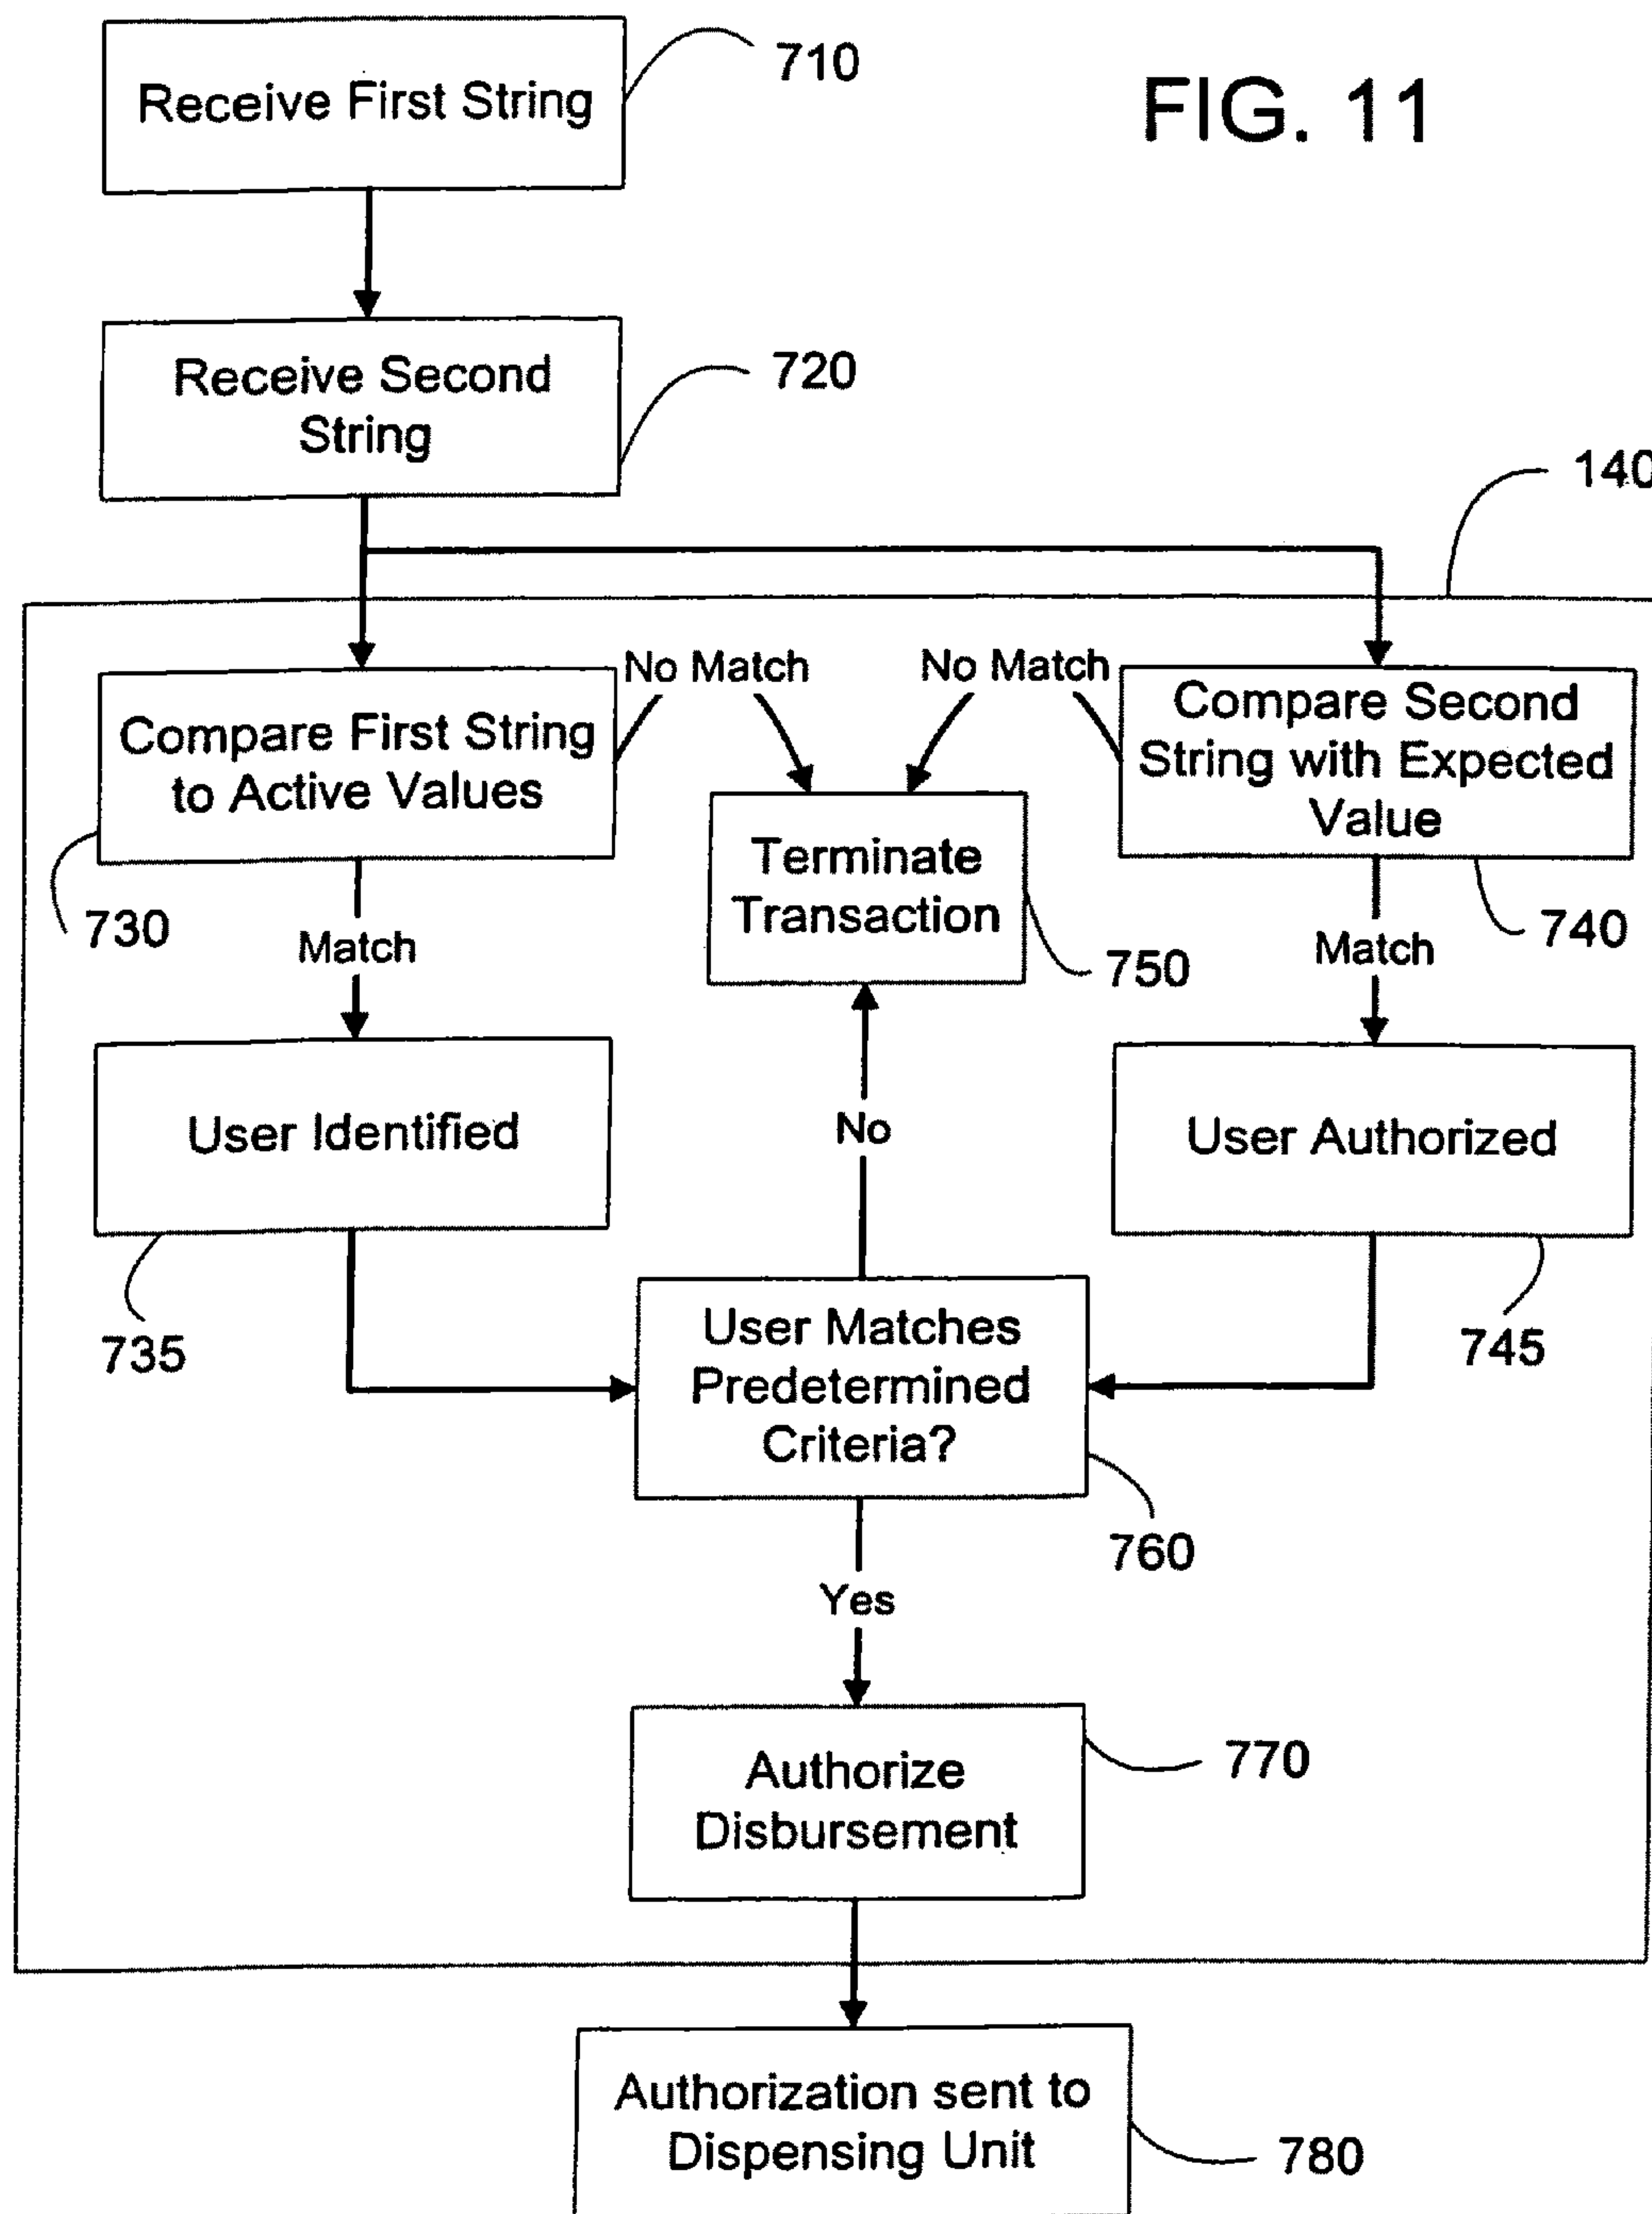 FIG. 11
Receive First String
710
Receive Second
String
720
140
Compare First String
to Active Values
730
No Match
No Match
Compare Second
String with Expected
Value
740
Terminate
Transaction
750
Match
Match
User Identified
735
No
User Authorized
745
User Matches
Predetermined
Criteria?
760
Yes
Authorize
Disbursement
770
Authorization sent to
Dispensing Unit
780